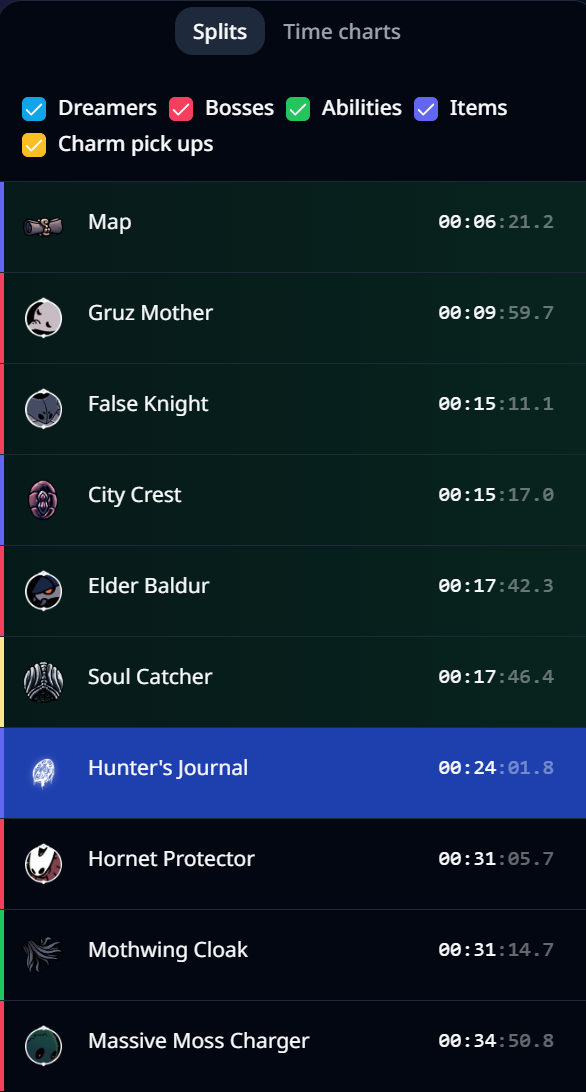 Splits Time charts
Dreamers Bosses Abilities Items
Charm pick ups
Map 00:06:21.2
Gruz Mother 00:09:59.7
False Knight 00:15:11.1
City Crest 00:15:17.0
Elder Baldur 00:17:42.3
Soul Catcher 00:17:46.4
Hunter's Journal 00:24:01.8
Hornet Protector 00:31:05.7
Mothwing Cloak 00:31:14.7
Massive Moss Charger 00:34:50.8